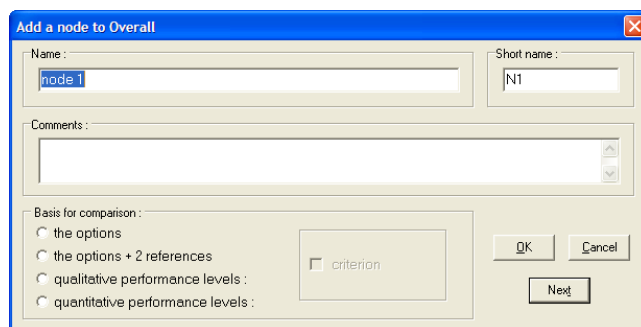 Add a node to Overall
Name :
Short name :
node 1
N1
Comments :
Basis for comparison :
the options
the options + 2 references
qualitative performance levels :
quantitative performance levels :
criterion
OK
Cancel
Next